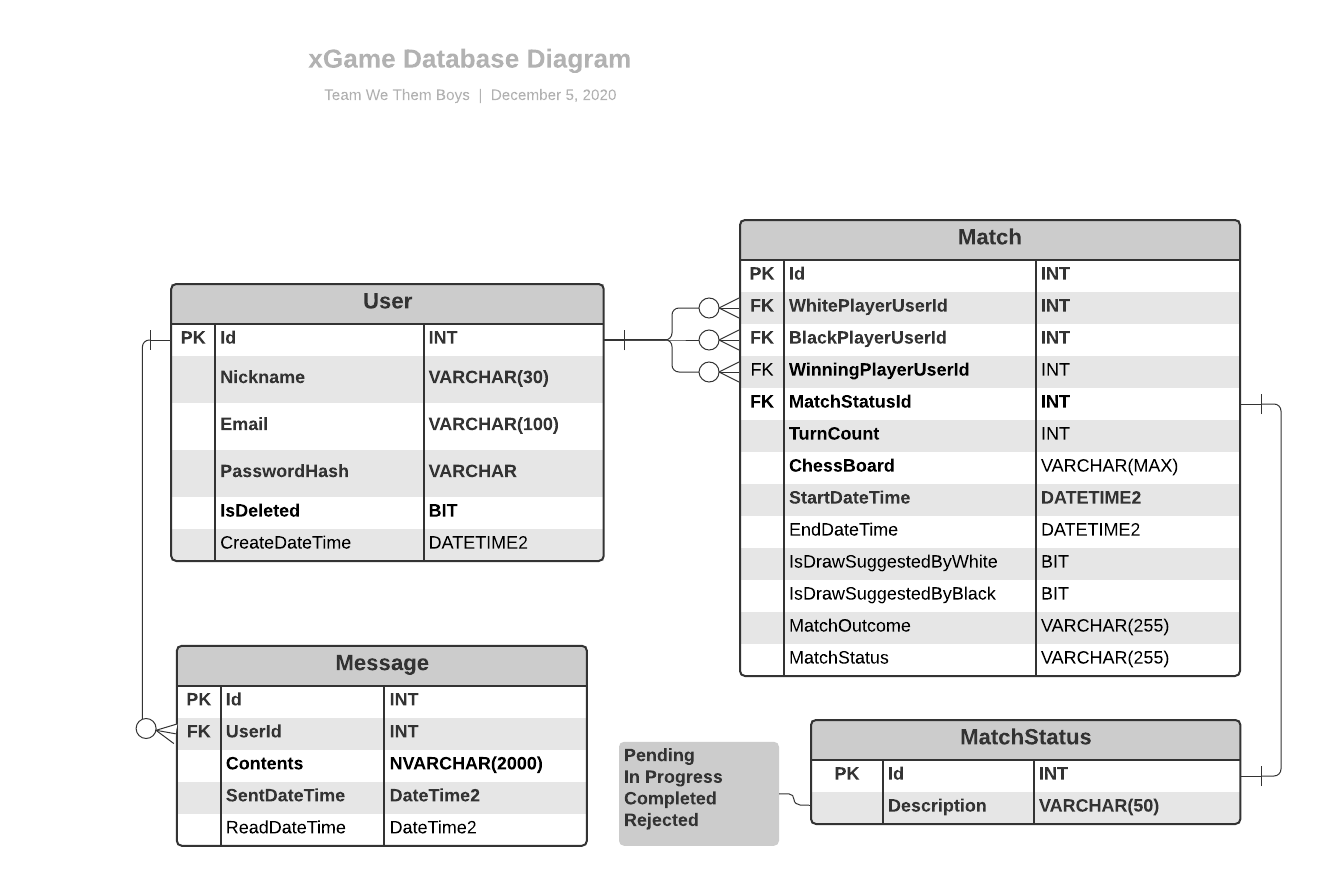 xGame Database Diagram
Team We Them Boys | December 5, 2020
User
PK Id INT
Nickname VARCHAR(30)
Email VARCHAR(100)
PasswordHash VARCHAR
IsDeleted BIT
CreateDateTime DATETIME2
Match
PK Id INT
FK WhitePlayerUserId INT
FK BlackPlayerUserId INT
FK WinningPlayerUserId INT
FK MatchStatusId INT
TurnCount INT
ChessBoard VARCHAR(MAX)
StartDateTime DATETIME2
EndDateTime DATETIME2
IsDrawSuggestedByWhite BIT
IsDrawSuggestedByBlack BIT
MatchOutcome VARCHAR(255)
MatchStatus VARCHAR(255)
Message
PK Id INT
FK UserId INT
Contents NVARCHAR(2000)
SentDateTime DateTime2
ReadDateTime DateTime2
Pending
In Progress
Completed
Rejected
MatchStatus
PK Id INT
Description VARCHAR(50)